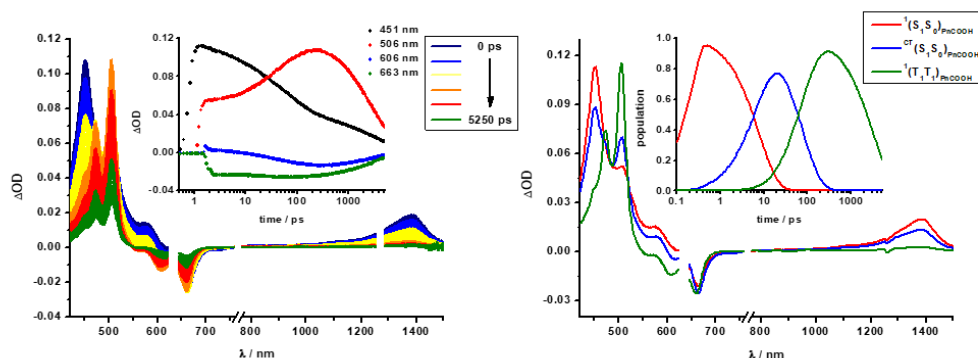 0.12
0.10
0.08
0.06
0.04
0.02
0.00
-0.02
-0.04
ΔOD
500
600
700
800
1000
1200
1400
λ / nm
0.12
0.08
0.04
0.00
-0.04
ΔOD
1
10
100
1000
time / ps
451 nm
506 nm
606 nm
663 nm
0 ps
5250 ps
0.12
0.09
0.06
0.03
0.00
-0.03
ΔOD
500
600
700
800
1000
1200
1400
λ / nm
1.0
0.8
0.6
0.4
0.2
0.0
population
0.1
1
10
100
1000
time / ps
¹(S₁S₀)PnCOOH
CT(S₁S₀)PnCOOH
¹(T₁T₁)PnCOOH